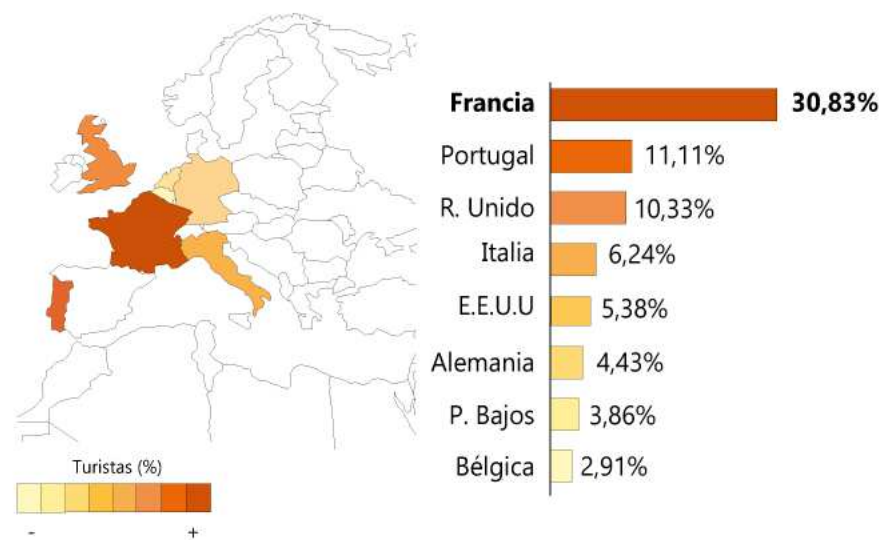 Francia 30,83%
Portugal 11,11%
R. Unido 10,33%
Italia 6,24%
E.E.U.U 5,38%
Alemania 4,43%
P. Bajos 3,86%
Bélgica 2,91%
Turistas (%)
- +